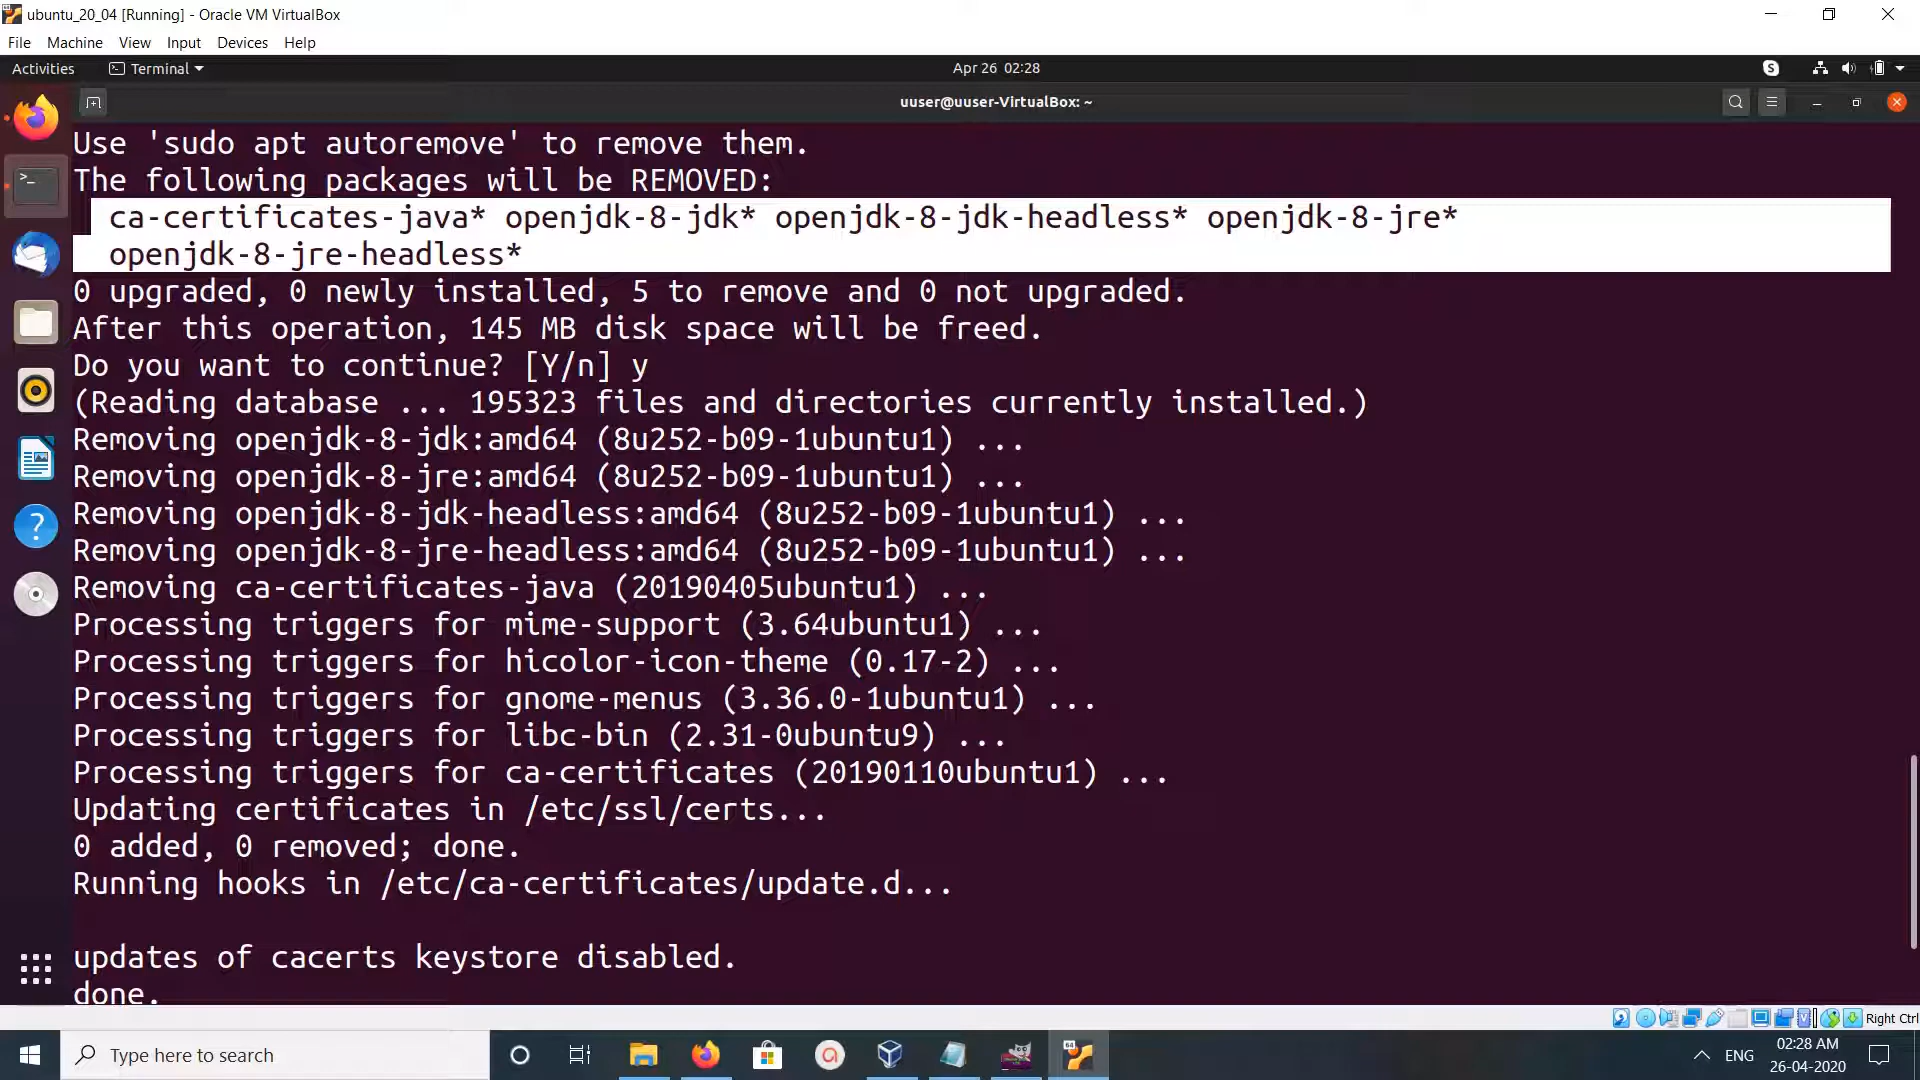 ubuntu_20_04 [Running] - Oracle VM VirtualBox
File Machine View Input Devices Help
Activities Terminal Apr 26 02:28
uuser@uuser-VirtualBox: ~
Use 'sudo apt autoremove' to remove them.
The following packages will be REMOVED:
ca-certificates-java* openjdk-8-jdk* openjdk-8-jdk-headless* openjdk-8-jre*
openjdk-8-jre-headless*
0 upgraded, 0 newly installed, 5 to remove and 0 not upgraded.
After this operation, 145 MB disk space will be freed.
Do you want to continue? [Y/n] y
(Reading database ... 195323 files and directories currently installed.)
Removing openjdk-8-jdk:amd64 (8u252-b09-1ubuntu1) ...
Removing openjdk-8-jre:amd64 (8u252-b09-1ubuntu1) ...
Removing openjdk-8-jdk-headless:amd64 (8u252-b09-1ubuntu1) ...
Removing openjdk-8-jre-headless:amd64 (8u252-b09-1ubuntu1) ...
Removing ca-certificates-java (20190405ubuntu1) ...
Processing triggers for mime-support (3.64ubuntu1) ...
Processing triggers for hicolor-icon-theme (0.17-2) ...
Processing triggers for gnome-menus (3.36.0-1ubuntu1) ...
Processing triggers for libc-bin (2.31-0ubuntu9) ...
Processing triggers for ca-certificates (20190110ubuntu1) ...
Updating certificates in /etc/ssl/certs...
0 added, 0 removed; done.
Running hooks in /etc/ca-certificates/update.d...
updates of cacerts keystore disabled.
done.
Right Ctrl
Type here to search
ENG
02:28 AM
26-04-2020